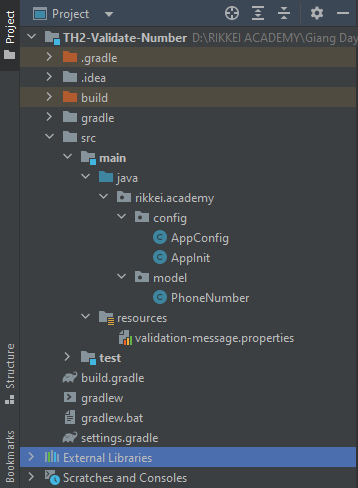 Project
Project
TH2-Validate-Number D:\RIKKEI ACADEMY\Giang Day
.gradle
.idea
build
gradle
src
main
java
rikkei.academy
config
AppConfig
AppInit
model
PhoneNumber
resources
validation-message.properties
test
build.gradle
gradlew
gradlew.bat
settings.gradle
External Libraries
Scratches and Consoles
Structure
Bookmarks